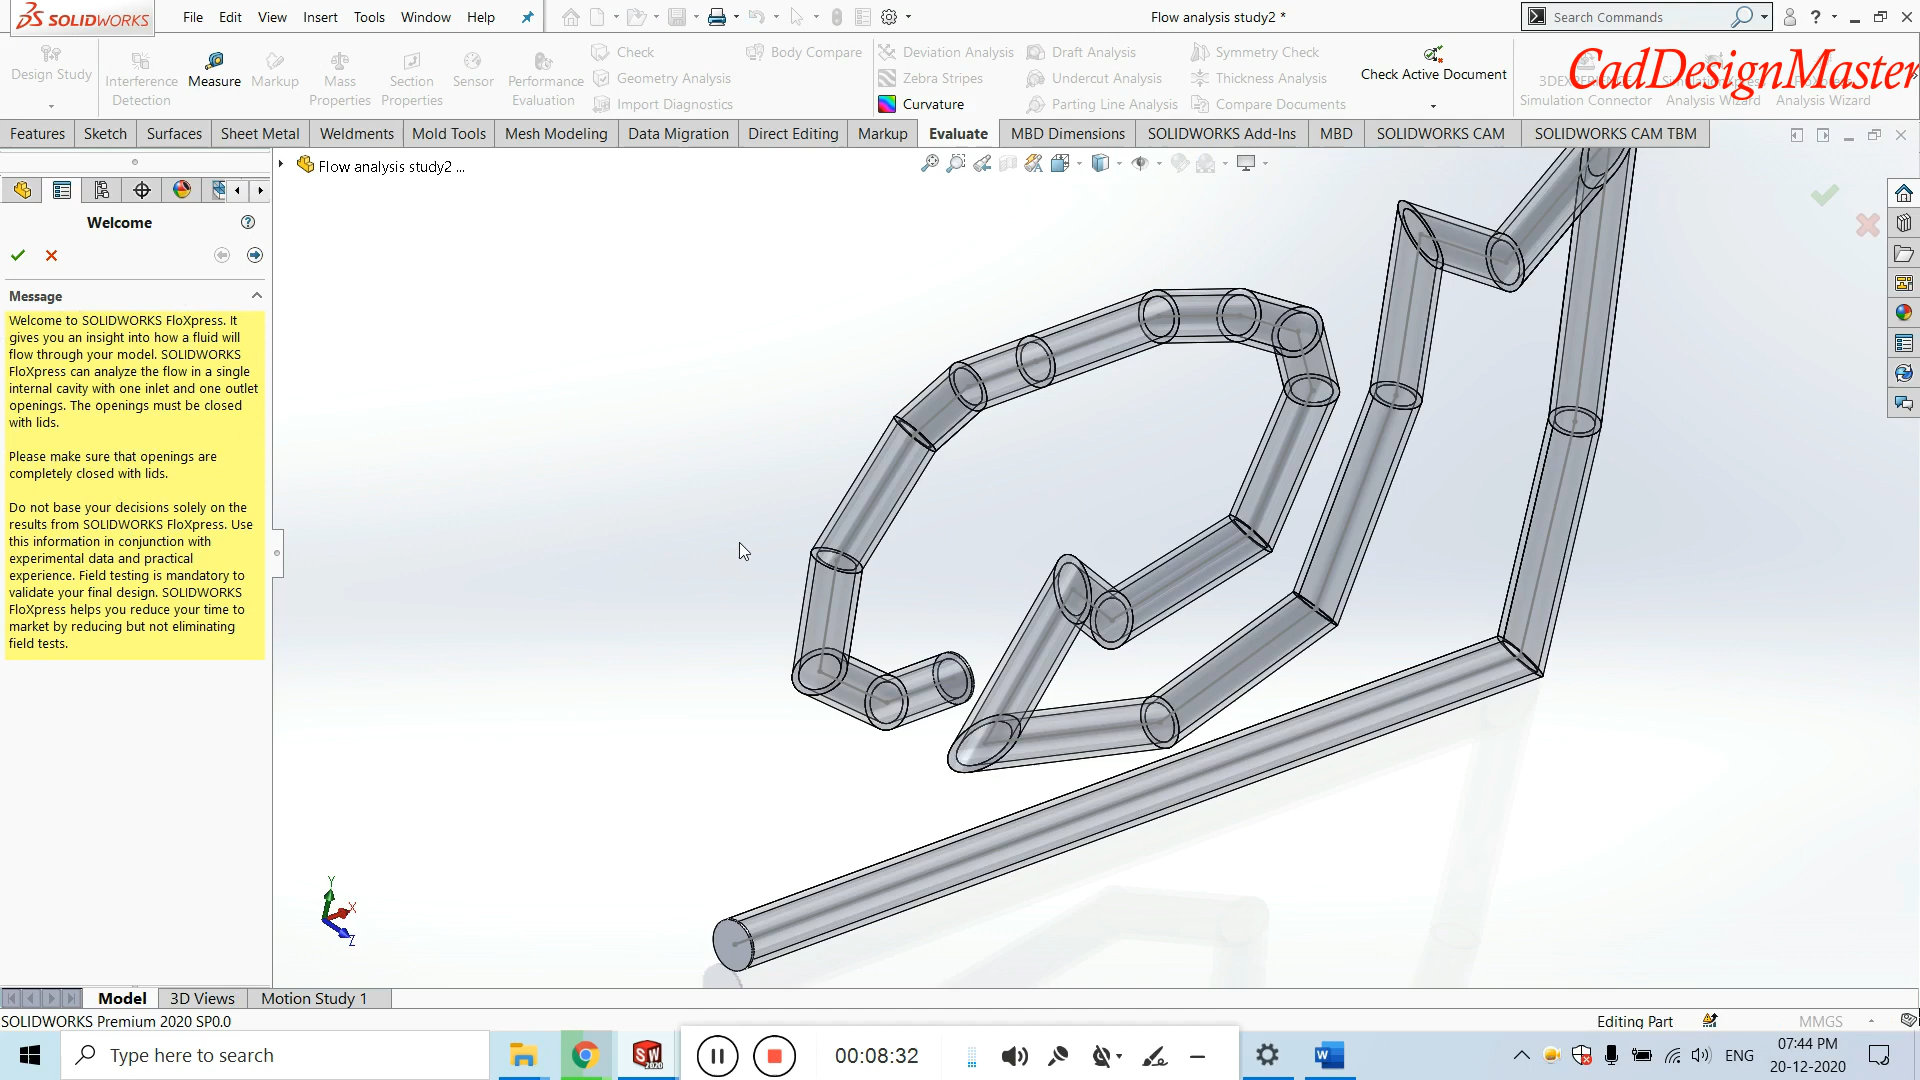 SOLIDWORKS
File Edit View Insert Tools Window Help
Flow analysis study2 *
Search Commands
Design Study
Interference Detection
Measure
Markup
Mass Properties
Section Properties
Sensor
Performance Evaluation
Check
Geometry Analysis
Import Diagnostics
Body Compare
Deviation Analysis
Zebra Stripes
Curvature
Draft Analysis
Undercut Analysis
Parting Line Analysis
Symmetry Check
Thickness Analysis
Compare Documents
Check Active Document
CadDesignMaster
Simulation Connector
Analysis Wizard
Analysis Wizard
Features Sketch Surfaces Sheet Metal Weldments Mold Tools Mesh Modeling Data Migration Direct Editing Markup Evaluate MBD Dimensions SOLIDWORKS Add-Ins MBD SOLIDWORKS CAM SOLIDWORKS CAM TBM
Flow analysis study2 ...
Welcome
Message
Welcome to SOLIDWORKS FloXpress. It
gives you an insight into how a fluid will
flow through your model. SOLIDWORKS
FloXpress can analyze the flow in a single
internal cavity with one inlet and one outlet
openings. The openings must be closed
with lids.
Please make sure that openings are
completely closed with lids.
Do not base your decisions solely on the
results from SOLIDWORKS FloXpress. Use
this information in conjunction with
experimental data and practical
experience. Field testing is mandatory to
validate your final design. SOLIDWORKS
FloXpress helps you reduce your time to
market by reducing but not eliminating
field tests.
Y
X
Z
Model 3D Views Motion Study 1
SOLIDWORKS Premium 2020 SP0.0
Editing Part
MMGS
Type here to search
SW
2020
00:08:32
W
ENG
07:44 PM
20-12-2020